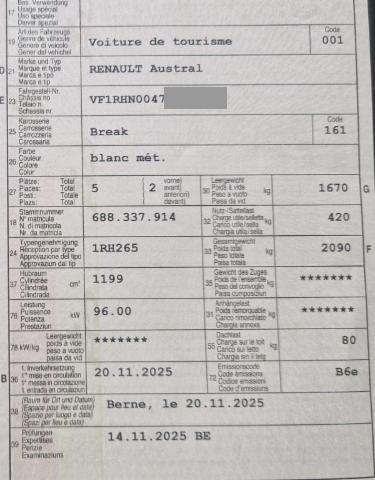 Bes. Verwendung
17 Usage spécial
Uso speciale
Diever spezial
Art des Fahrzeugs
19 Genre de véhicule Voiture de tourisme
Genere di veicolo
Gener dal vehichel
Code
001
Marke und Typ
D 21 Marque et type RENAULT Austral
Marca e tipo
Marca e tip
Fahrgestell-Nr.
E 23 Châssis no VF1RHN0047
Telaio n.
Schassis nr.
Karosserie
25 Carrosserie Break
Carrozzeria
Carossaria
Code
161
Farbe
26 Couleur blanc mét.
Colore
Colur
Plätze: Total
27 Places: Total 5
Posti: Totale
Plazs: Total
vorne)
2 avant)
anteriori)
davant)
Leergewicht
30 Poids à vide kg 1670 G
Peso a vuoto
Paisa da vid
Stammnummer
18 N° matricule 688.337.914
N. di matricola
Nr. da matricla
Nutz-/Sattellast
32 Charge utile/sellette kg 420
Carico utile/sella
Chargia utila/sella
Typengenehmigung
24 Réception par type 1RH265
Approvazione del tipo
Approvaziun dal tip
Gesamtgewicht
33 Poids total kg 2090 F
Peso totale
Paisa totala
Hubraum
37 Cylindrée cm³ 1199
Cilindrata
Cilindrada
Gewicht des Zuges
35 Poids de l'ensemble kg *******
Peso del convoglio
Paisa cumposiziun
Leistung
76 Puissance kW 96.00
Potenza
Prestaziun
Anhängelast
31 Poids remorquable kg *******
Carico rimorchiato
Chargia annexa
Leergewicht
78 kW/kg poids à vide *******
peso a vuoto
paisa da vid
Dachlast
55 Charge sur le toit kg 80
Carico sul tetto
Chargia sin il tetg
1. Inverkehrsetzung
B 36 1re mise en circulation 20.11.2025
1a messa in circolazione
1. entrada en circulaziun
Emissionscode
72 Code émissions B6e
Codice emissioni
Code d'emissiuns
(Raum für Ort und Datum)
38 (Espace pour lieu et date) Berne, le 20.11.2025
(Spazio per luogo e data)
(Spazi per lieu e data)
Prüfungen
39 Expertises 14.11.2025 BE
Perizie
Examinaziuns